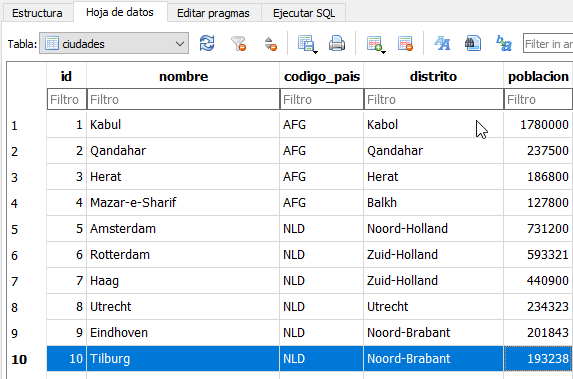 Estructura Hoja de datos Editar pragmas Ejecutar SQL
Tabla: ciudades Filter in an
id nombre codigo_pais distrito poblacion
Filtro Filtro Filtro Filtro Filtro
1 1 Kabul AFG Kabol 1780000
2 2 Qandahar AFG Qandahar 237500
3 3 Herat AFG Herat 186800
4 4 Mazar-e-Sharif AFG Balkh 127800
5 5 Amsterdam NLD Noord-Holland 731200
6 6 Rotterdam NLD Zuid-Holland 593321
7 7 Haag NLD Zuid-Holland 440900
8 8 Utrecht NLD Utrecht 234323
9 9 Eindhoven NLD Noord-Brabant 201843
10 10 Tilburg NLD Noord-Brabant 193238